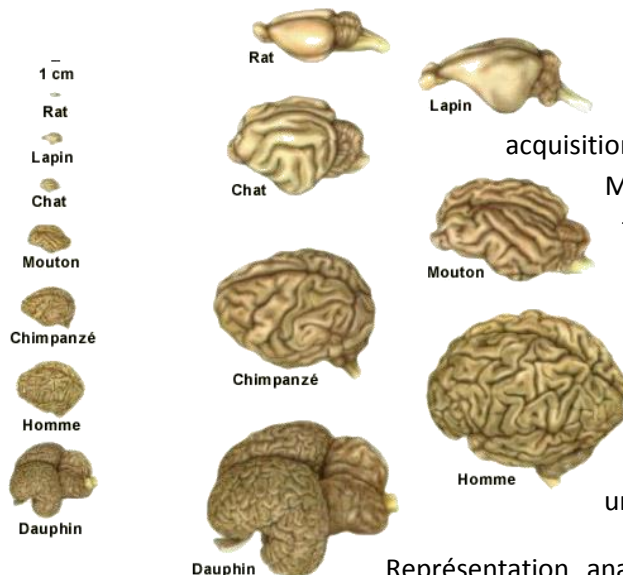 1 cm
Rat
Lapin
Chat
Mouton
Chimpanzé
Homme
Dauphin
Rat
Lapin
Chat
Mouton
Chimpanzé
Homme
Dauphin
acquisition
M
un
Représentation ana